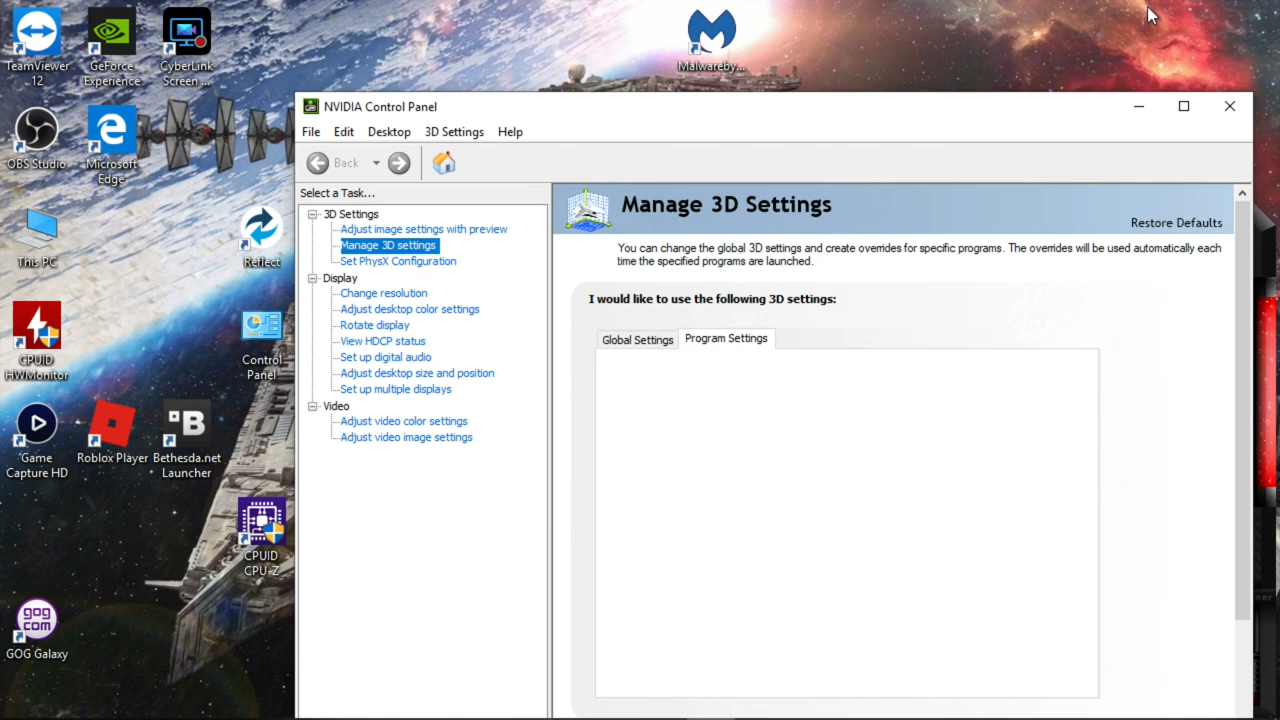 TeamViewer 12
GeForce Experience
CyberLink Screen ...
Malwareby...
OBS Studio
Microsoft Edge
This PC
Reflect
CPUID HWMonitor
Control Panel
Game Capture HD
Roblox Player
Bethesda.net Launcher
CPUID CPU-Z
gog com
GOG Galaxy
NVIDIA Control Panel
File Edit Desktop 3D Settings Help
Back
Select a Task...
3D Settings
Adjust image settings with preview
Manage 3D settings
Set PhysX Configuration
Display
Change resolution
Adjust desktop color settings
Rotate display
View HDCP status
Set up digital audio
Adjust desktop size and position
Set up multiple displays
Video
Adjust video color settings
Adjust video image settings
Manage 3D Settings
Restore Defaults
You can change the global 3D settings and create overrides for specific programs. The overrides will be used automatically each
time the specified programs are launched.
I would like to use the following 3D settings:
Global Settings Program Settings